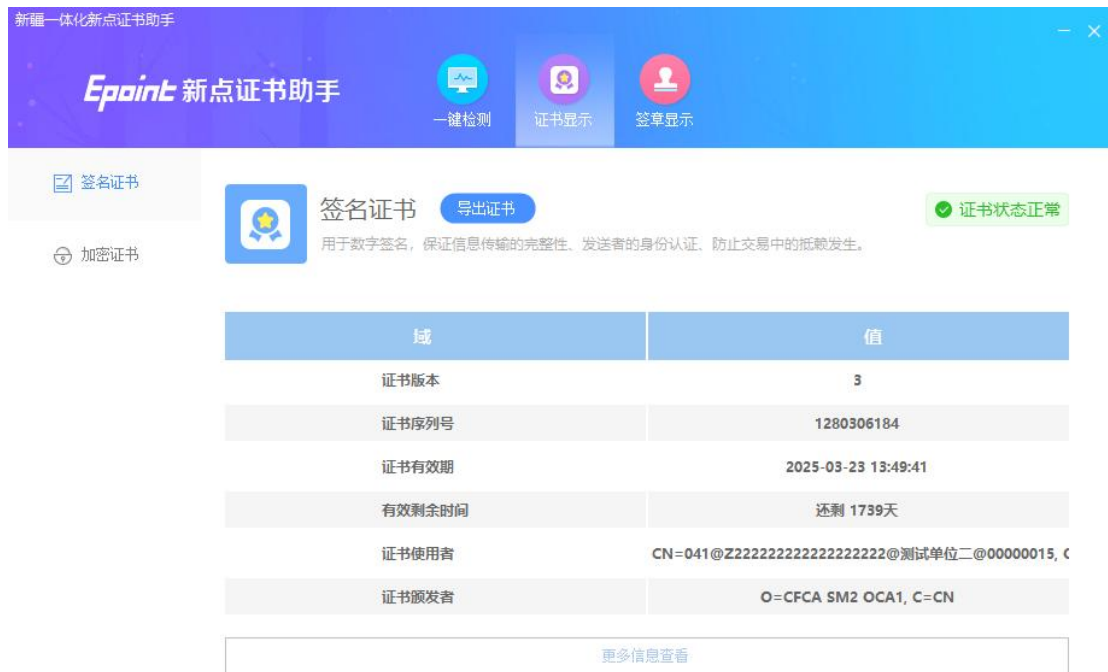 新疆一体化新点证书助手
Epoint 新点证书助手
一键检测 证书显示 签章显示
签名证书
加密证书
签名证书 导出证书 证书状态正常
用于数字签名，保证信息传输的完整性、发送者的身份认证、防止交易中的抵赖发生。
域 值
证书版本 3
证书序列号 1280306184
证书有效期 2025-03-23 13:49:41
有效剩余时间 还剩 1739天
证书使用者 CN=041@Z222222222222222222@测试单位二@00000015, C
证书颁发者 O=CFCA SM2 OCA1, C=CN
更多信息查看